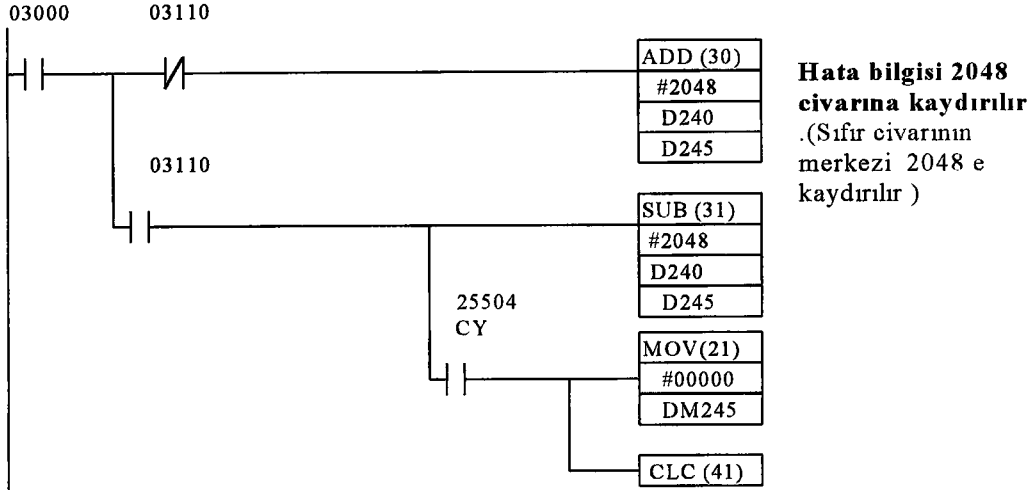 03000
03110
ADD (30)
#2048
D240
D245
Hata bilgisi 2048
civarına kaydırılır
.(Sıfır civarının
merkezi 2048 e
kaydırılır )
03110
SUB (31)
#2048
D240
D245
25504
CY
MOV(21)
#00000
DM245
CLC (41)